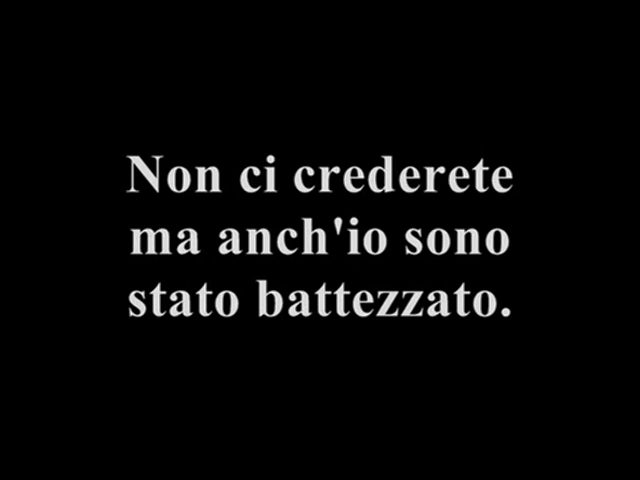 Non ci crederete
ma anch'io sono
stato battezzato.